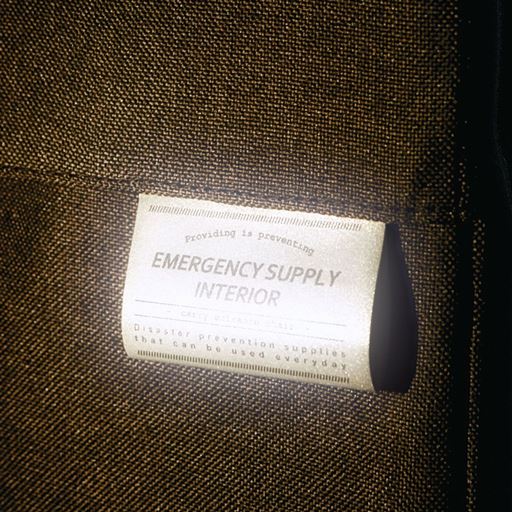 Providing is preventing
EMERGENCY SUPPLY
INTERIOR
Disaster prevention supplies
that can be used everyday